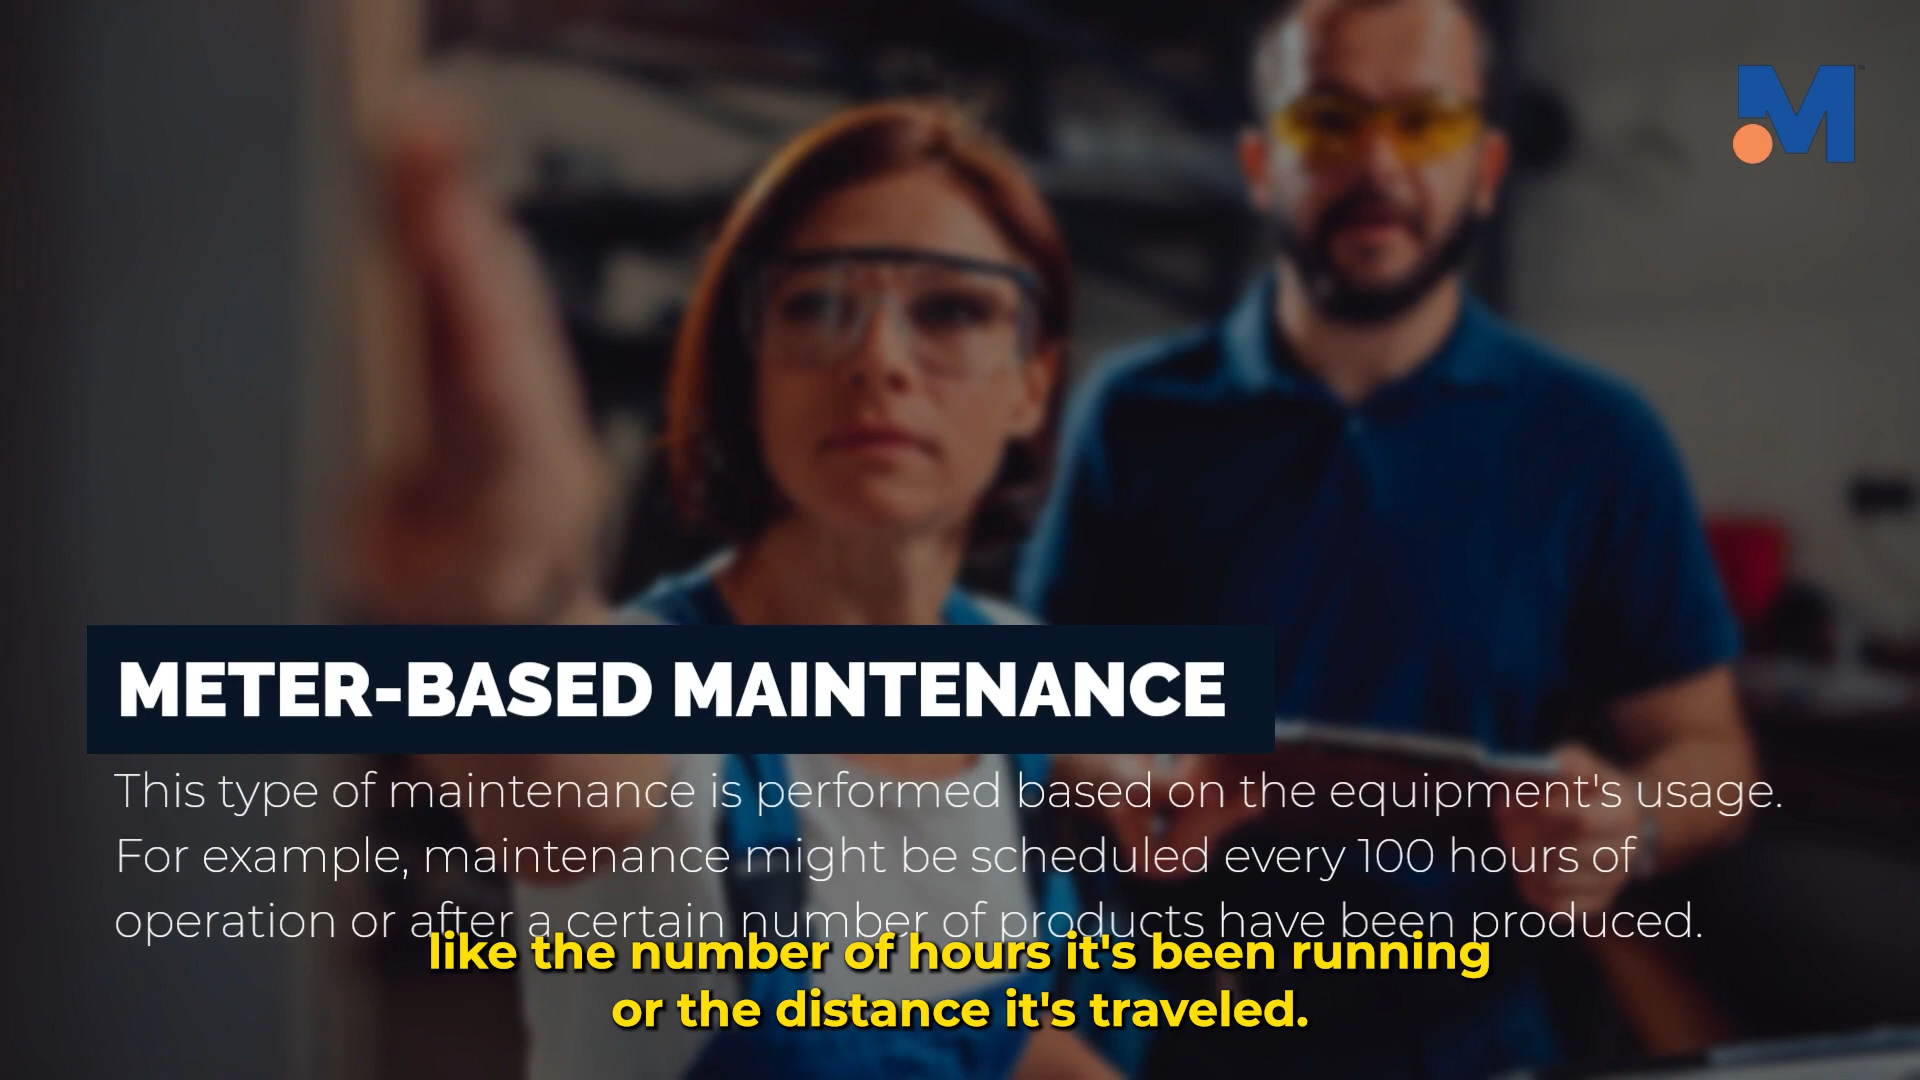 M
METER-BASED MAINTENANCE
This type of maintenance is performed based on the equipment's usage.
For example, maintenance might be scheduled every 100 hours of
operation or after a certain number of products have been produced.
like the number of hours it's been running
or the distance it's traveled.